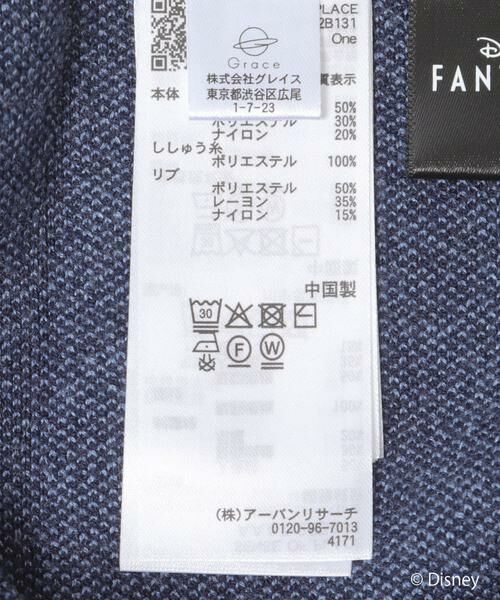 PLACE
2B131
One
Grace
株式会社グレイス
東京都渋谷区広尾
1-7-23
質表示
本体
50%
ポリエステル 30%
ナイロン 20%
ししゅう糸
ポリエステル 100%
リブ
ポリエステル 50%
レーヨン 35%
ナイロン 15%
中国製
30
F W
(株)アーバンリサーチ
0120-96-7013
4171
D
FAN
© Disney